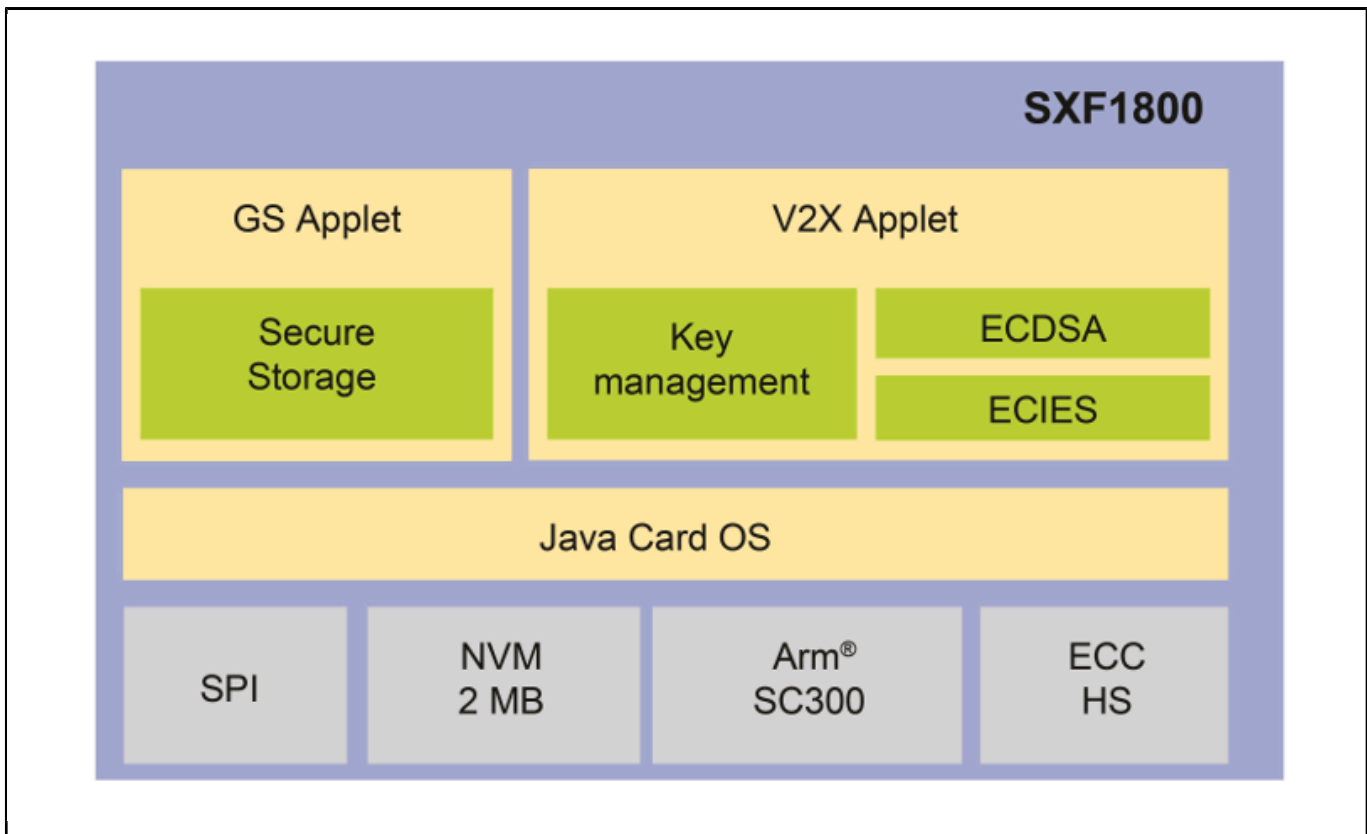 SXF1800
GS Applet
Secure
Storage
V2X Applet
Key
management
ECDSA
ECIES
Java Card OS
SPI
NVM
2 MB
Arm®
SC300
ECC
HS